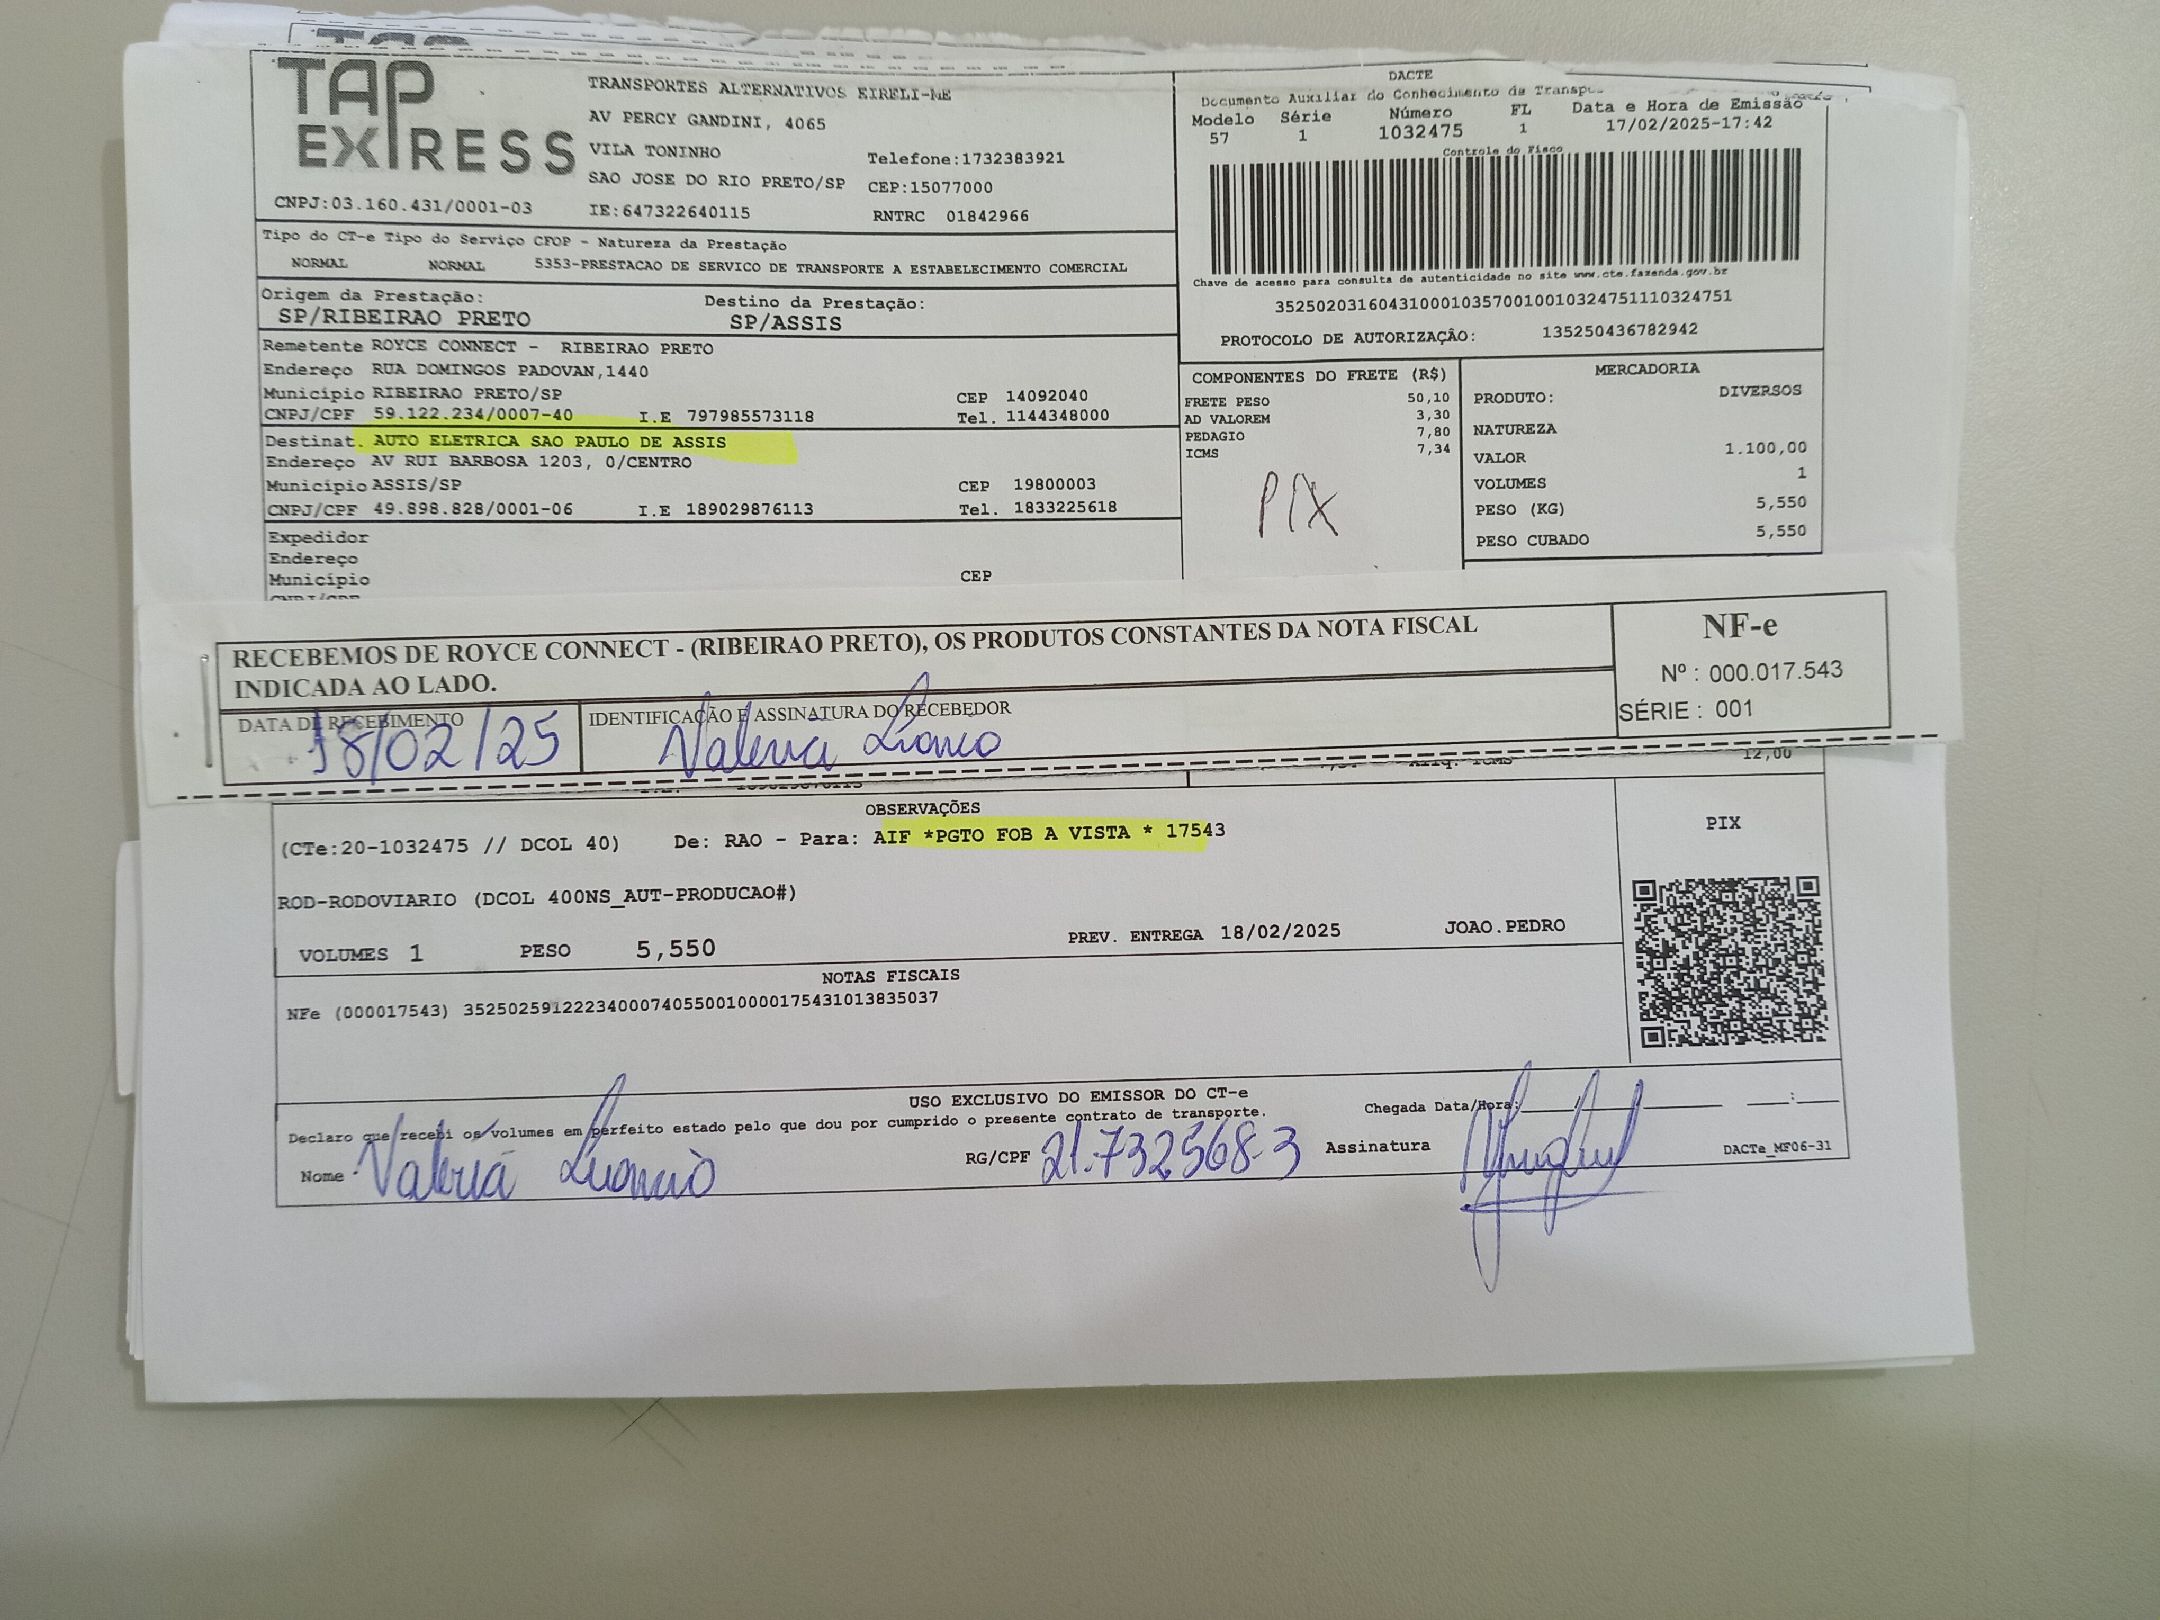 TAP EXPRESS
TRANSPORTES ALTERNATIVOS EIRELI-ME
AV PERCY GANDINI, 4065
VILA TONINHO Telefone:1732383921
SAO JOSE DO RIO PRETO/SP CEP:15077000
CNPJ:03.160.431/0001-03 IE:647322640115 RNTRC 01842966
DACTE
Documento Auxiliar do Conhecimento de
Modelo Série Número FL Data e Hora de Emissão
57 1 1032475 1 17/02/2025-17:42
Controle do Fisco
Chave de acesso para consulta de autenticidade no site www.cte.fazenda.gov.br
35250203160431000103570010010324751110324751
PROTOCOLO DE AUTORIZAÇÃO: 135250436782942
Tipo do CT-e Tipo do Serviço CFOP - Natureza da Prestação
NORMAL NORMAL 5353-PRESTACAO DE SERVICO DE TRANSPORTE A ESTABELECIMENTO COMERCIAL
Origem da Prestação: Destino da Prestação:
SP/RIBEIRAO PRETO SP/ASSIS
Remetente ROYCE CONNECT - RIBEIRAO PRETO
Endereço RUA DOMINGOS PADOVAN,1440
Município RIBEIRAO PRETO/SP CEP 14092040
CNPJ/CPF 59.122.234/0007-40 I.E 797985573118 Tel. 1144348000
Destinat. AUTO ELETRICA SAO PAULO DE ASSIS
Endereço AV RUI BARBOSA 1203, 0/CENTRO
Município ASSIS/SP CEP 19800003
CNPJ/CPF 49.898.828/0001-06 I.E 189029876113 Tel. 1833225618
Expedidor
Endereço
Município CEP
COMPONENTES DO FRETE (R$)
FRETE PESO 50,10
AD VALOREM 3,30
PEDAGIO 7,80
ICMS 7,34
PIX
MERCADORIA
PRODUTO: DIVERSOS
NATUREZA
VALOR 1.100,00
VOLUMES 1
PESO (KG) 5,550
PESO CUBADO 5,550
RECEBEMOS DE ROYCE CONNECT - (RIBEIRAO PRETO), OS PRODUTOS CONSTANTES DA NOTA FISCAL
INDICADA AO LADO.
NF-e
Nº : 000.017.543
SÉRIE : 001
DATA DE RECEBIMENTO IDENTIFICAÇÃO E ASSINATURA DO RECEBEDOR
18/02/25 Valeria
12,00
OBSERVAÇÕES
(CTe:20-1032475 // DCOL 40) De: RAO - Para: AIF *PGTO FOB A VISTA * 17543
PIX
ROD-RODOVIARIO (DCOL 400NS_AUT-PRODUCAO#)
VOLUMES 1 PESO 5,550 PREV. ENTREGA 18/02/2025 JOAO.PEDRO
NOTAS FISCAIS
NFe (000017543) 35250259122234000740550010000175431013835037
USO EXCLUSIVO DO EMISSOR DO CT-e
Declaro que recebi os volumes em perfeito estado pelo que dou por cumprido o presente contrato de transporte. Chegada Data/Hora:
Nome Valeria RG/CPF 21.732.568-3 Assinatura DACTe_MF06-31